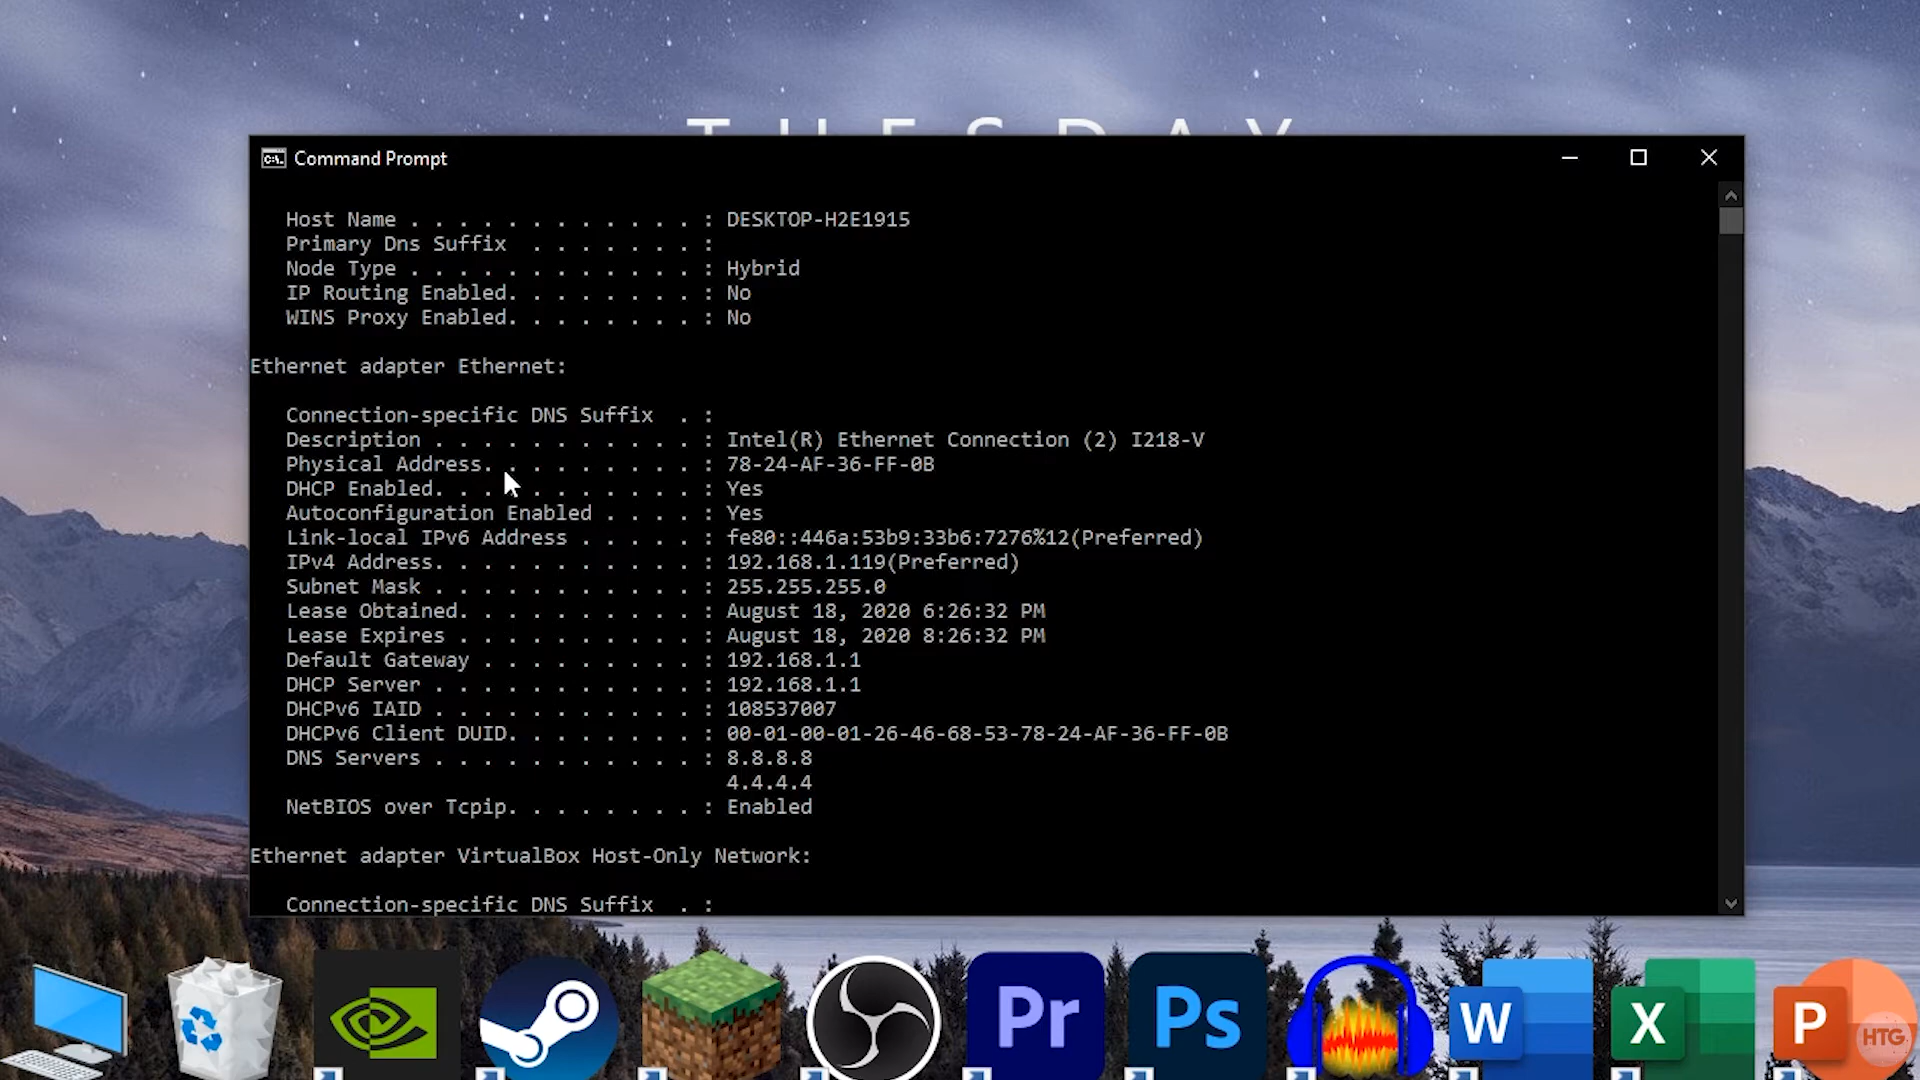 TUESDAY
Command Prompt
Host Name . . . . . . . . . . . . : DESKTOP-H2E1915
Primary Dns Suffix  . . . . . . . :
Node Type . . . . . . . . . . . . : Hybrid
IP Routing Enabled. . . . . . . . : No
WINS Proxy Enabled. . . . . . . . : No
Ethernet adapter Ethernet:
Connection-specific DNS Suffix  . :
Description . . . . . . . . . . . : Intel(R) Ethernet Connection (2) I218-V
Physical Address. . . . . . . . . : 78-24-AF-36-FF-0B
DHCP Enabled. . . . . . . . . . . : Yes
Autoconfiguration Enabled . . . . : Yes
Link-local IPv6 Address . . . . . : fe80::446a:53b9:33b6:7276%12(Preferred)
IPv4 Address. . . . . . . . . . . : 192.168.1.119(Preferred)
Subnet Mask . . . . . . . . . . . : 255.255.255.0
Lease Obtained. . . . . . . . . . : August 18, 2020 6:26:32 PM
Lease Expires . . . . . . . . . . : August 18, 2020 8:26:32 PM
Default Gateway . . . . . . . . . : 192.168.1.1
DHCP Server . . . . . . . . . . . : 192.168.1.1
DHCPv6 IAID . . . . . . . . . . . : 108537007
DHCPv6 Client DUID. . . . . . . . : 00-01-00-01-26-46-68-53-78-24-AF-36-FF-0B
DNS Servers . . . . . . . . . . . : 8.8.8.8
4.4.4.4
NetBIOS over Tcpip. . . . . . . . : Enabled
Ethernet adapter VirtualBox Host-Only Network:
Connection-specific DNS Suffix  . :
Pr Ps W X P HTG